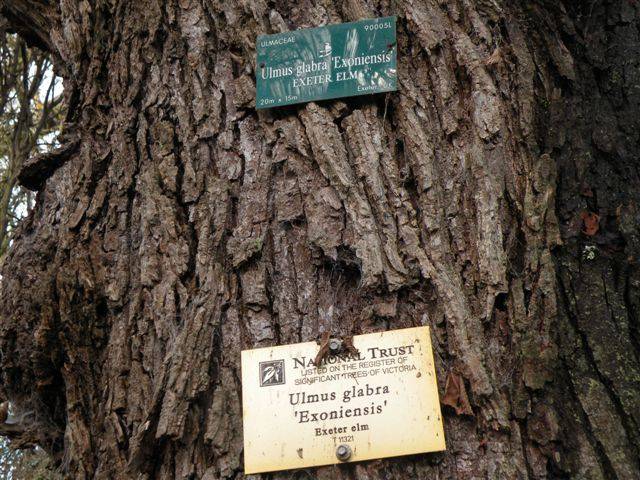 ULMACEAE 90005L
Ulmus glabra 'Exoniensis'
EXETER ELM
20m x 15m Exeter
NATIONAL TRUST
LISTED ON THE REGISTER OF
SIGNIFICANT TREES OF VICTORIA
Ulmus glabra
'Exoniensis'
Exeter elm
T 11321